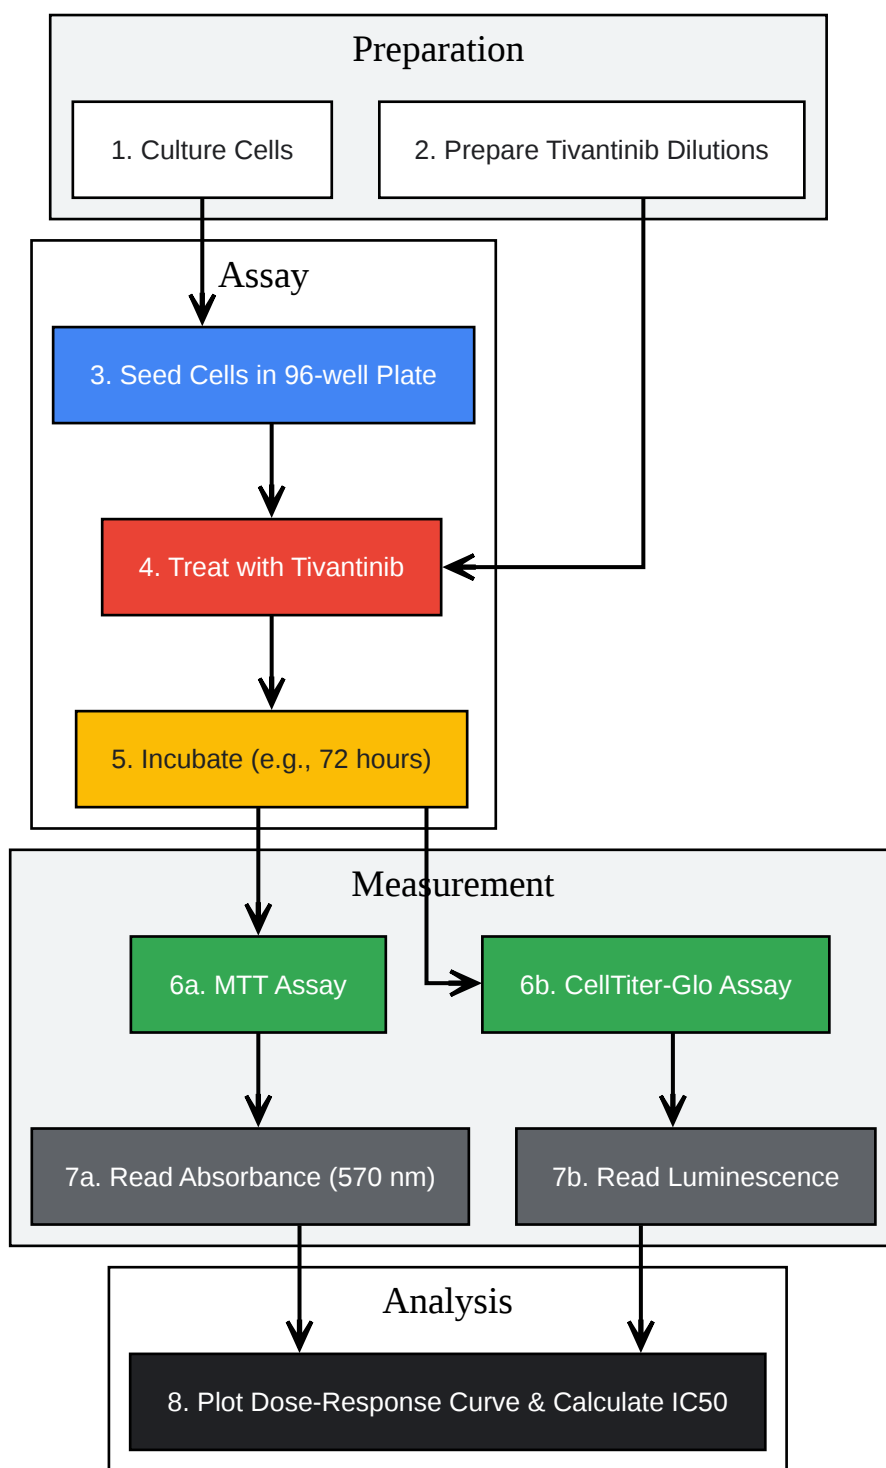 Preparation
1. Culture Cells
2. Prepare Tivantinib Dilutions
Assay
3. Seed Cells in 96-well Plate
4. Treat with Tivantinib
5. Incubate (e.g., 72 hours)
Measurement
6a. MTT Assay
6b. CellTiter-Glo Assay
7a. Read Absorbance (570 nm)
7b. Read Luminescence
Analysis
8. Plot Dose-Response Curve & Calculate IC50